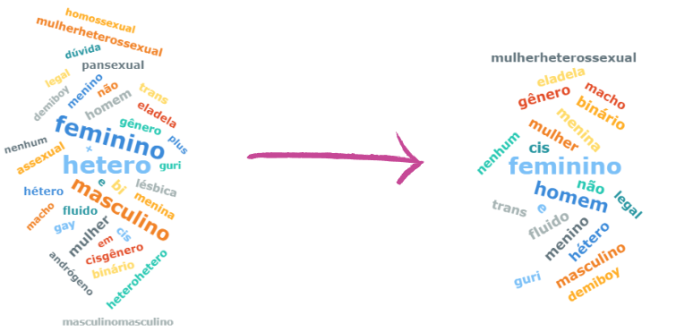 homossexual
mulherheterossexual
dúvida
pansexual
legal
menino
não
trans
demiboy
homem
eladela
gênero
feminino
plus
nenhum
x
assexual
hetero
guri
e
bi
lésbica
hétero
masculino
menina
macho
fluido
gay
mulher
cis
em
cisgênero
andrógeno
binário
heterohetero
masculinomasculino
mulherheterossexual
eladela
gênero
macho
binário
menina
mulher
nenhum
cis
feminino
não
homem
legal
trans
e
fluido
menino
hétero
guri
masculino
demiboy